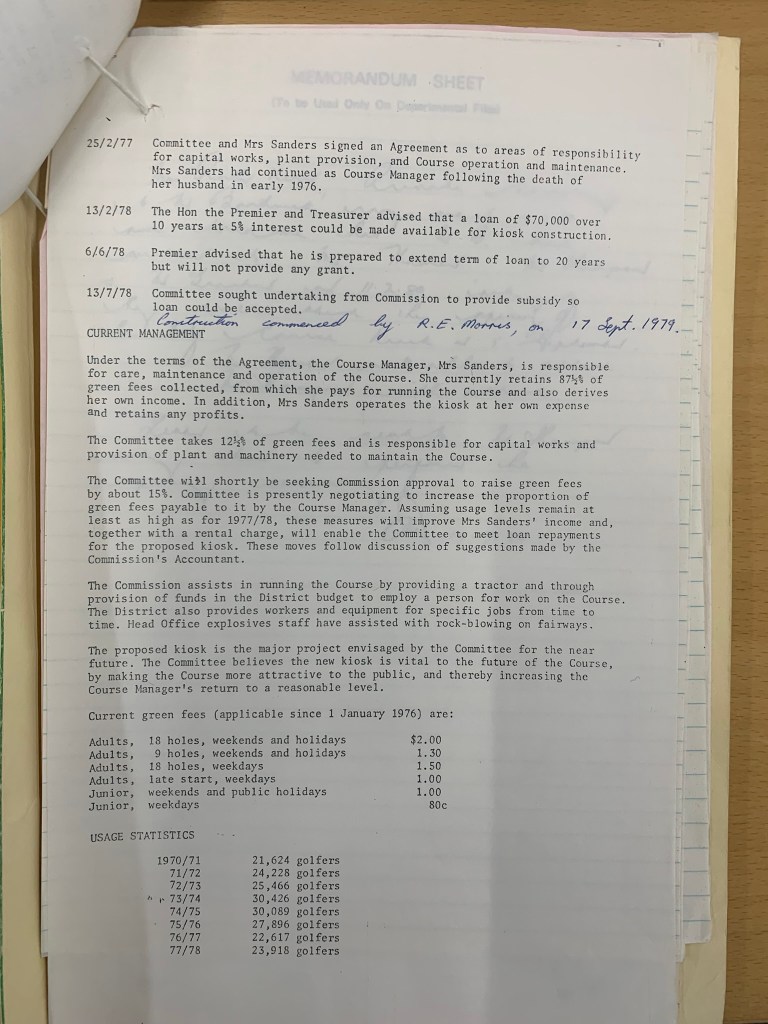 MEMORANDUM SHEET
(To be Used Only On Departmental Files)
25/2/77 Committee and Mrs Sanders signed an Agreement as to areas of responsibility
for capital works, plant provision, and Course operation and maintenance.
Mrs Sanders had continued as Course Manager following the death of
her husband in early 1976.
13/2/78 The Hon the Premier and Treasurer advised that a loan of $70,000 over
10 years at 5% interest could be made available for kiosk construction.
6/6/78 Premier advised that he is prepared to extend term of loan to 20 years
but will not provide any grant.
13/7/78 Committee sought undertaking from Commission to provide subsidy so
loan could be accepted.
Construction commenced by R.E. Morris, on 17 Sept. 1979.
CURRENT MANAGEMENT
Under the terms of the Agreement, the Course Manager, Mrs Sanders, is responsible
for care, maintenance and operation of the Course. She currently retains 87½% of
green fees collected, from which she pays for running the Course and also derives
her own income. In addition, Mrs Sanders operates the kiosk at her own expense
and retains any profits.
The Committee takes 12½% of green fees and is responsible for capital works and
provision of plant and machinery needed to maintain the Course.
The Committee will shortly be seeking Commission approval to raise green fees
by about 15%. Committee is presently negotiating to increase the proportion of
green fees payable to it by the Course Manager. Assuming usage levels remain at
least as high as for 1977/78, these measures will improve Mrs Sanders' income and,
together with a rental charge, will enable the Committee to meet loan repayments
for the proposed kiosk. These moves follow discussion of suggestions made by the
Commission's Accountant.
The Commission assists in running the Course by providing a tractor and through
provision of funds in the District budget to employ a person for work on the Course.
The District also provides workers and equipment for specific jobs from time to
time. Head Office explosives staff have assisted with rock-blowing on fairways.
The proposed kiosk is the major project envisaged by the Committee for the near
future. The Committee believes the new kiosk is vital to the future of the Course,
by making the Course more attractive to the public, and thereby increasing the
Course Manager's return to a reasonable level.
Current green fees (applicable since 1 January 1976) are:
Adults, 18 holes, weekends and holidays $2.00
Adults, 9 holes, weekends and holidays 1.30
Adults, 18 holes, weekdays 1.50
Adults, late start, weekdays 1.00
Junior, weekends and public holidays 1.00
Junior, weekdays 80c
USAGE STATISTICS
1970/71 21,624 golfers
71/72 24,228 golfers
72/73 25,466 golfers
73/74 30,426 golfers
74/75 30,089 golfers
75/76 27,896 golfers
76/77 22,617 golfers
77/78 23,918 golfers